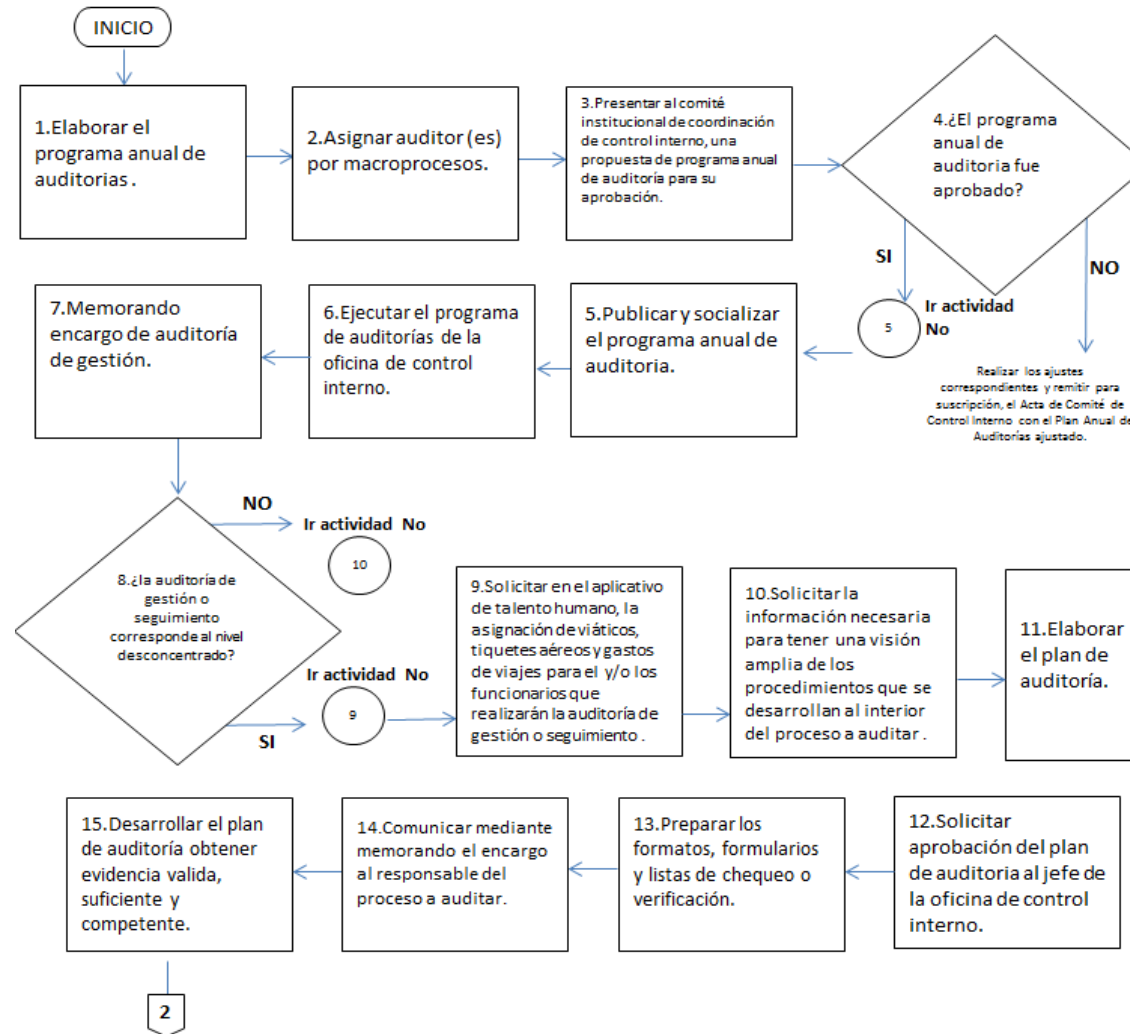 INICIO
1.Elaborar el
programa anual de
auditorias .
2.Asignar auditor (es)
por macroprocesos.
3.Presentar al comité
institucional de coordinación
de control interno, una
propuesta de programa anual
de auditoría para su
aprobación.
4.¿El programa
anual de
auditoria fue
aprobado?
SI
NO
Ir actividad
No
5
Realizar los ajustes
correspondientes y remitir para
suscripción, el Acta de Comité de
Control Interno con el Plan Anual de
Auditorías ajustado.
5.Publicar y socializar
el programa anual de
auditoria.
6.Ejecutar el programa
de auditorías de la
oficina de control
interno.
7.Memorando
encargo de auditoría
de gestión.
8.¿la auditoría de
gestión o
seguimiento
corresponde al nivel
desconcentrado?
NO
Ir actividad No
10
Ir actividad No
9
SI
9.Solicitar en el aplicativo
de talento humano, la
asignación de viáticos,
tiquetes aéreos y gastos
de viajes para el y/o los
funcionarios que
realizarán la auditoría de
gestión o seguimiento .
10.Solicitar la
información necesaria
para tener una visión
amplia de los
procedimientos que se
desarrollan al interior
del proceso a auditar .
11.Elaborar
el plan de
auditoría.
12.Solicitar
aprobación del plan
de auditoria al jefe de
la oficina de control
interno.
13.Preparar los
formatos, formularios
y listas de chequeo o
verificación.
14.Comunicar mediante
memorando el encargo
al responsable del
proceso a auditar.
15.Desarrollar el plan
de auditoría obtener
evidencia valida,
suficiente y
competente.
2